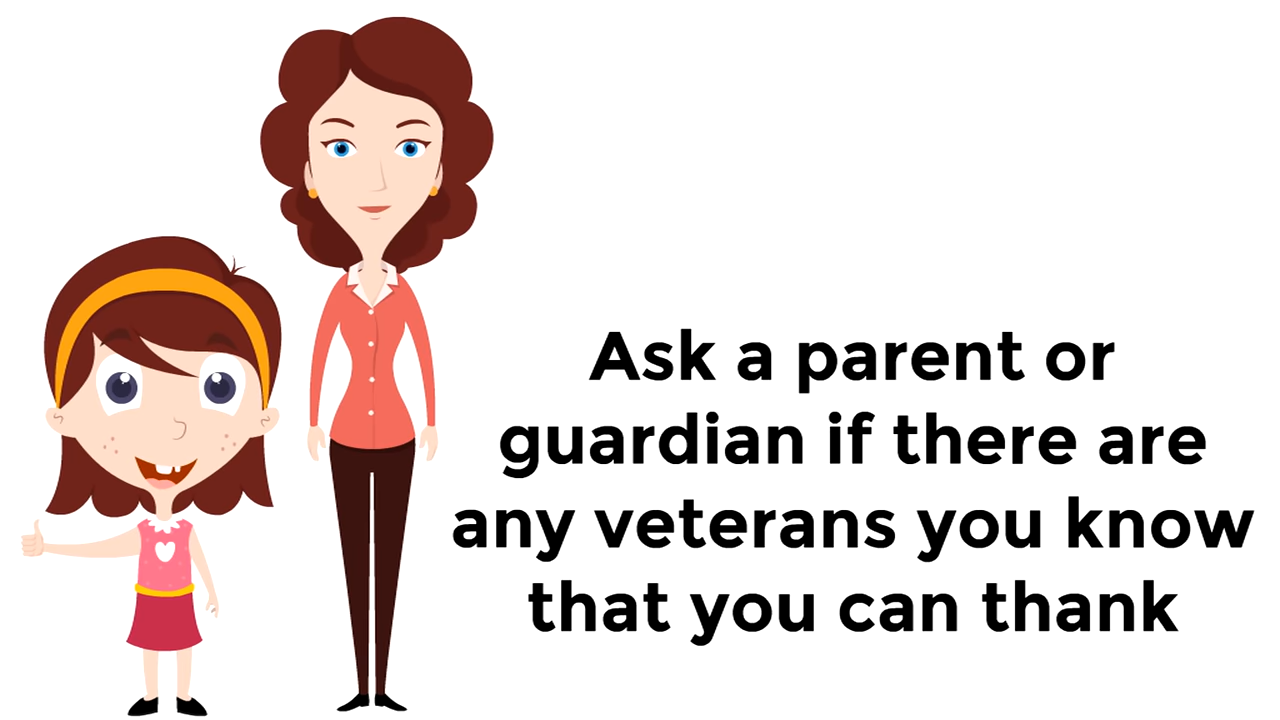 Ask a parent or
guardian if there are
any veterans you know
that you can thank